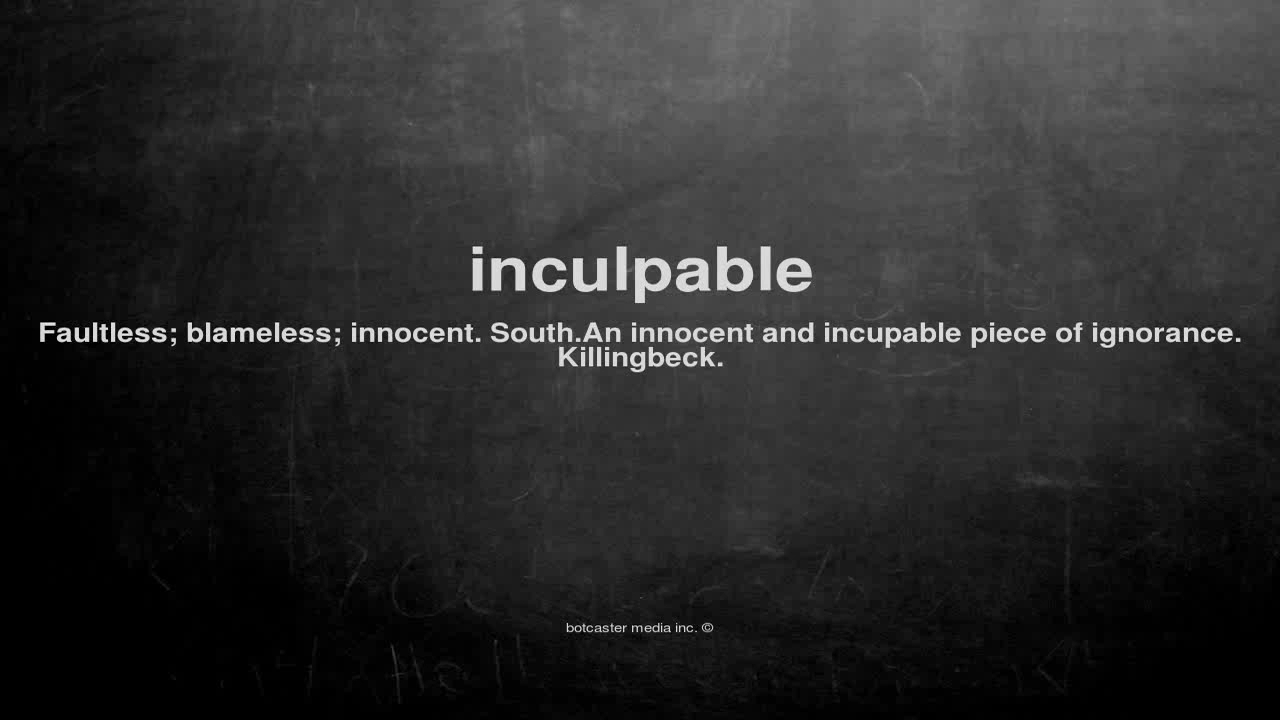 inculpable
Faultless; blameless; innocent. South.An innocent and incupable piece of ignorance.
Killingbeck.
botcaster media inc. ©